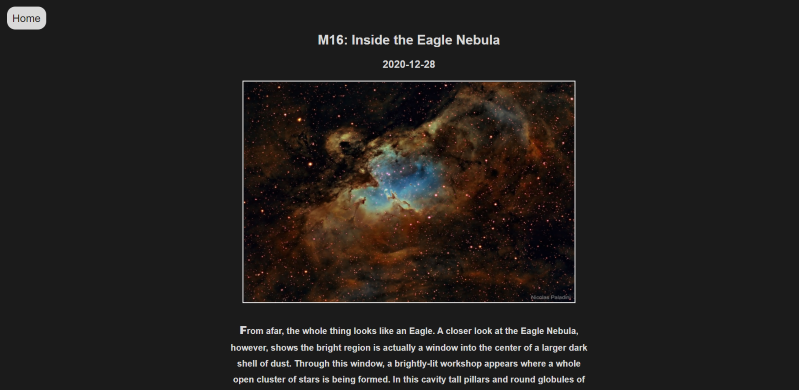 Home
M16: Inside the Eagle Nebula
2020-12-28
Nicolas Paladini
From afar, the whole thing looks like an Eagle. A closer look at the Eagle Nebula,
however, shows the bright region is actually a window into the center of a larger dark
shell of dust. Through this window, a brightly-lit workshop appears where a whole
open cluster of stars is being formed. In this cavity tall pillars and round globules of